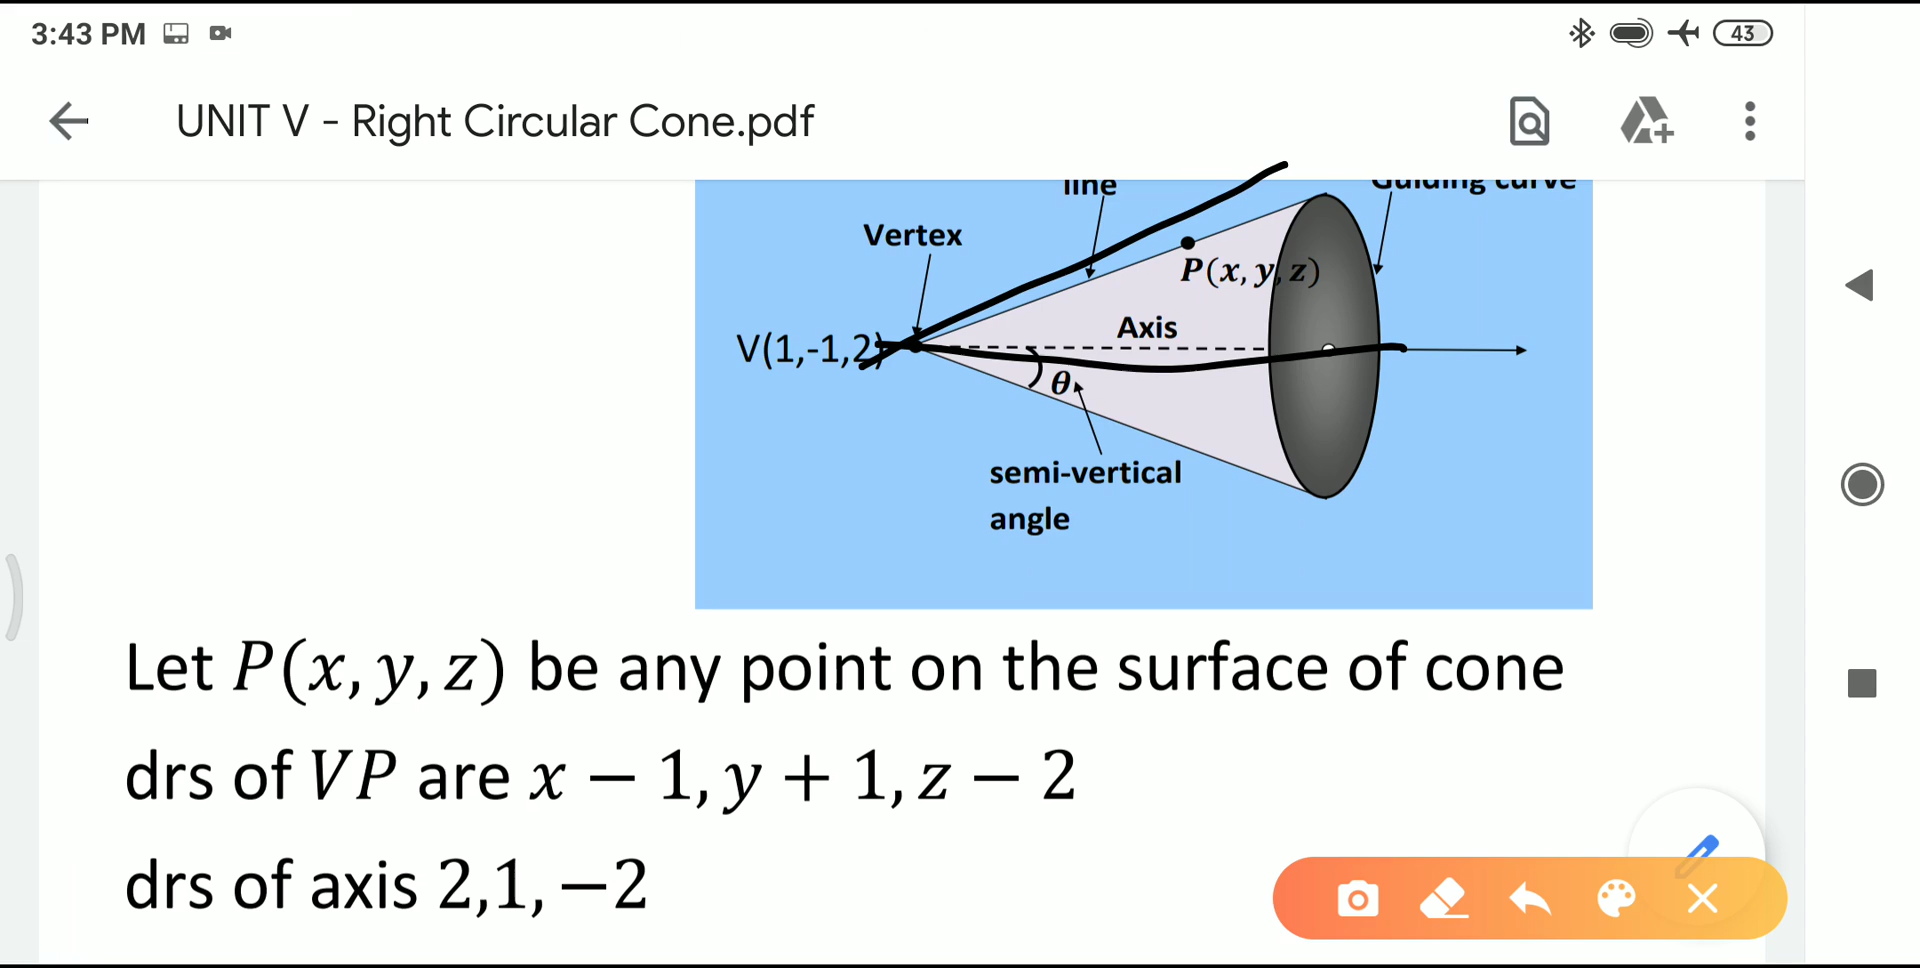 3:43 PM
43
UNIT V - Right Circular Cone.pdf
line
Guiding curve
Vertex
P(x, y, z)
Axis
V(1,-1,2)
θ
semi-vertical
angle
Let P(x, y, z) be any point on the surface of cone
drs of VP are x − 1, y + 1, z − 2
drs of axis 2,1, −2